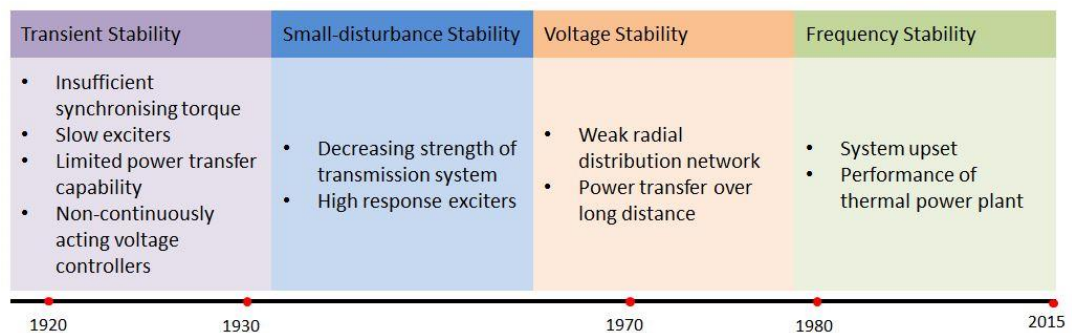 Transient Stability
Small-disturbance Stability
Voltage Stability
Frequency Stability
• Insufficient
synchronising torque
• Slow exciters
• Limited power transfer
capability
• Non-continuously
acting voltage
controllers
• Decreasing strength of
transmission system
• High response exciters
• Weak radial
distribution network
• Power transfer over
long distance
• System upset
• Performance of
thermal power plant
1920
1930
1970
1980
2015